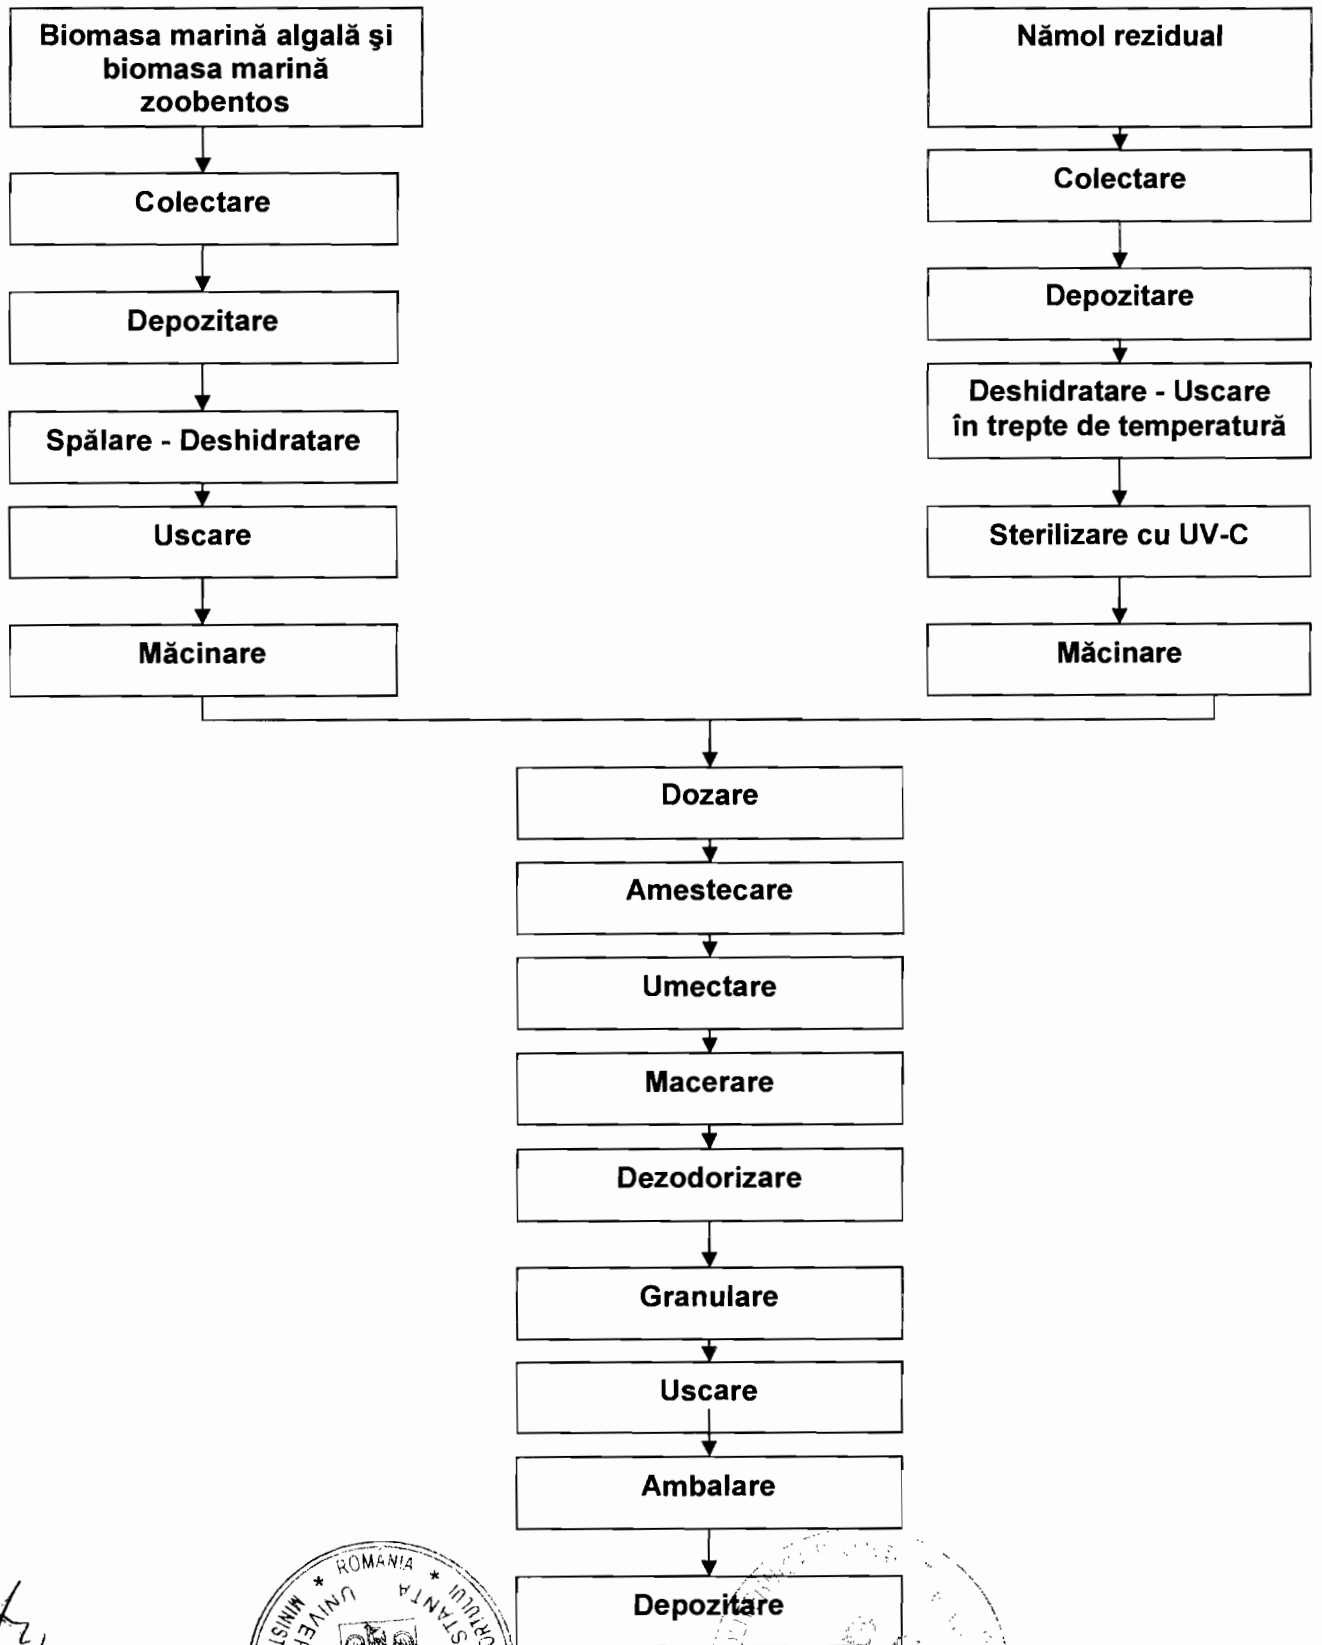 Biomasa marină algală şi
biomasa marină
zoobentos
Colectare
Depozitare
Spălare - Deshidratare
Uscare
Măcinare
Nămol rezidual
Colectare
Depozitare
Deshidratare - Uscare
în trepte de temperatură
Sterilizare cu UV-C
Măcinare
Dozare
Amestecare
Umectare
Macerare
Dezodorizare
Granulare
Uscare
Ambalare
Depozitare
ROMANIA